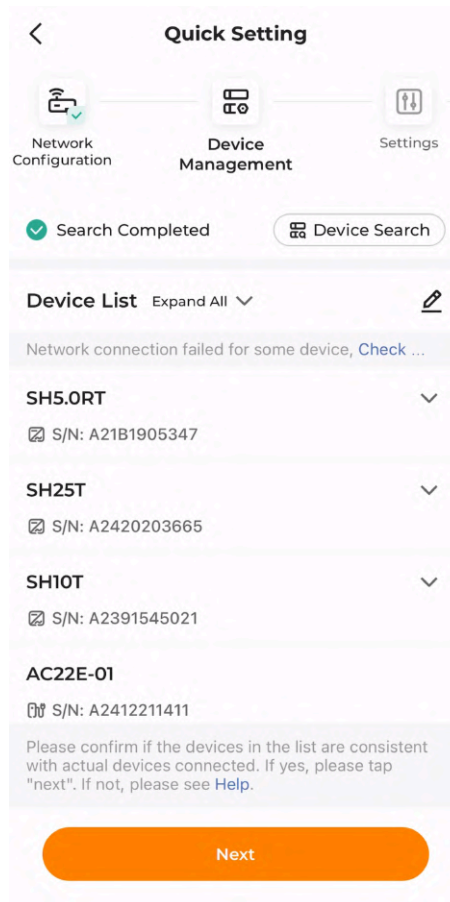 Quick Setting
Network
Configuration
Device
Management
Settings
Search Completed
Device Search
Device List Expand All
Network connection failed for some device, Check ...
SH5.0RT
S/N: A21B1905347
SH25T
S/N: A2420203665
SH10T
S/N: A2391545021
AC22E-01
S/N: A2412211411
Please confirm if the devices in the list are consistent
with actual devices connected. If yes, please tap
"next". If not, please see Help.
Next